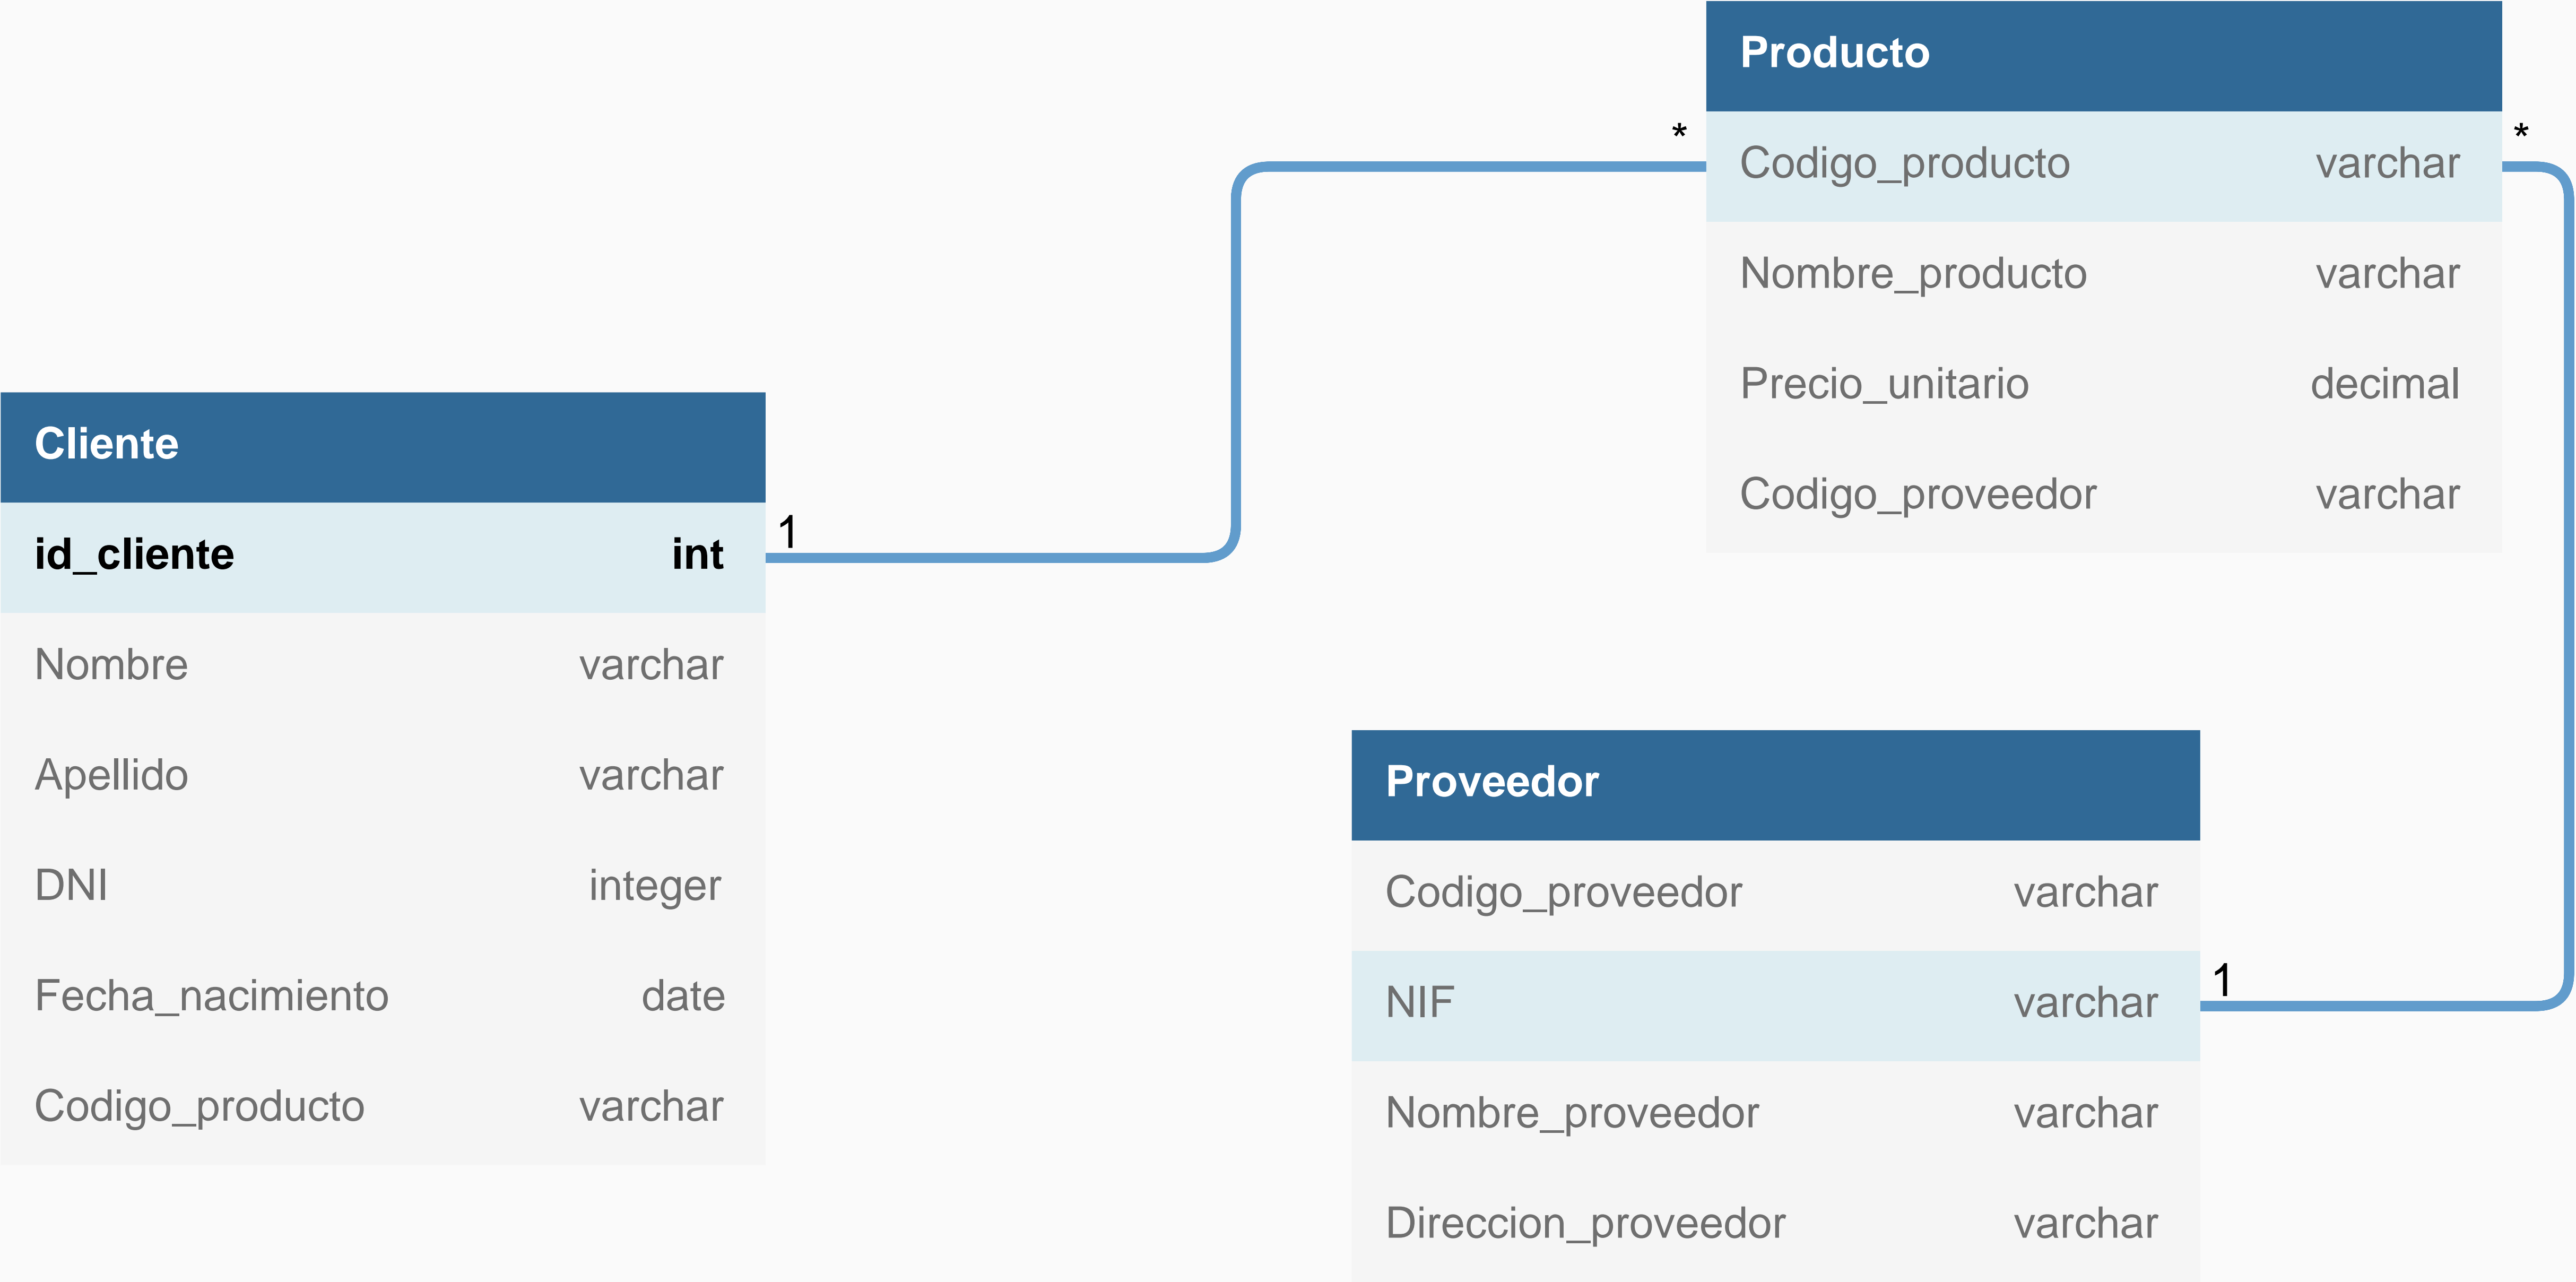 Producto
* *
Codigo_producto varchar
Nombre_producto varchar
Precio_unitario decimal
Codigo_proveedor varchar
Cliente
1
id_cliente int
Nombre varchar
Apellido varchar
DNI integer
Fecha_nacimiento date
Codigo_producto varchar
Proveedor
Codigo_proveedor varchar
1
NIF varchar
Nombre_proveedor varchar
Direccion_proveedor varchar